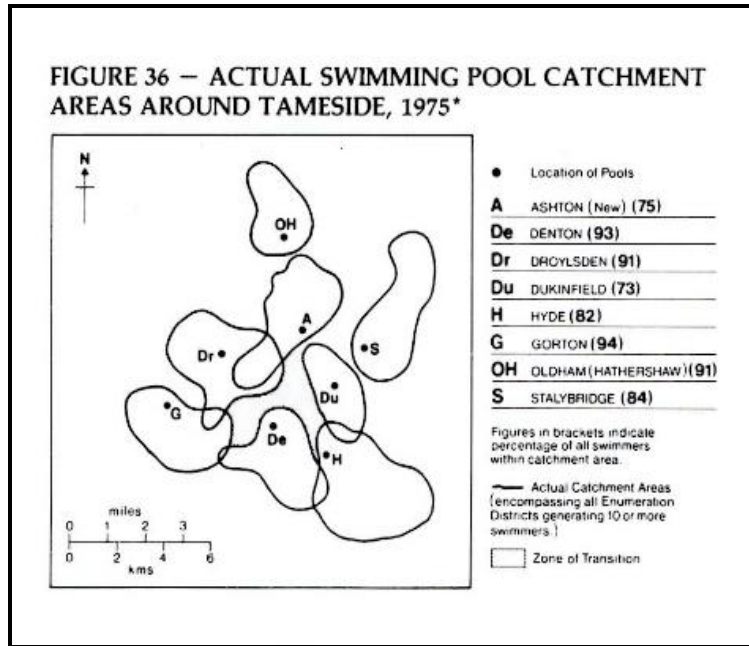 FIGURE 36 — ACTUAL SWIMMING POOL CATCHMENT
AREAS AROUND TAMESIDE, 1975*
N
OH
A
Dr
S
Du
G
De
H
miles
0 1 2 3
0 2 4 6
kms
● Location of Pools
A ASHTON (New) (75)
De DENTON (93)
Dr DROYLSDEN (91)
Du DUKINFIELD (73)
H HYDE (82)
G GORTON (94)
OH OLDHAM (HATHERSHAW) (91)
S STALYBRIDGE (84)
Figures in brackets indicate
percentage of all swimmers
within catchment area.
Actual Catchment Areas
(encompassing all Enumeration
Districts generating 10 or more
swimmers.)
Zone of Transition